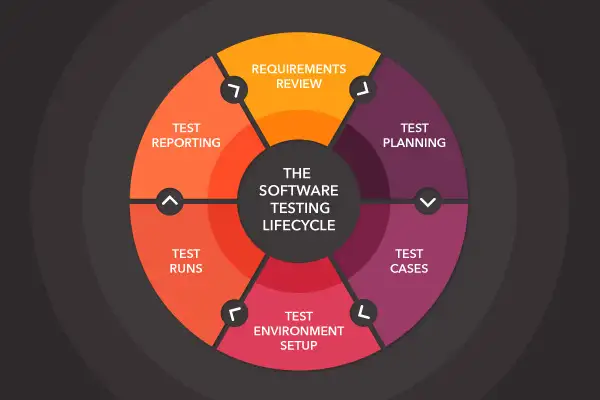 REQUIREMENTS
REVIEW
TEST
PLANNING
TEST
CASES
TEST
ENVIRONMENT
SETUP
TEST
RUNS
TEST
REPORTING
THE
SOFTWARE
TESTING
LIFECYCLE